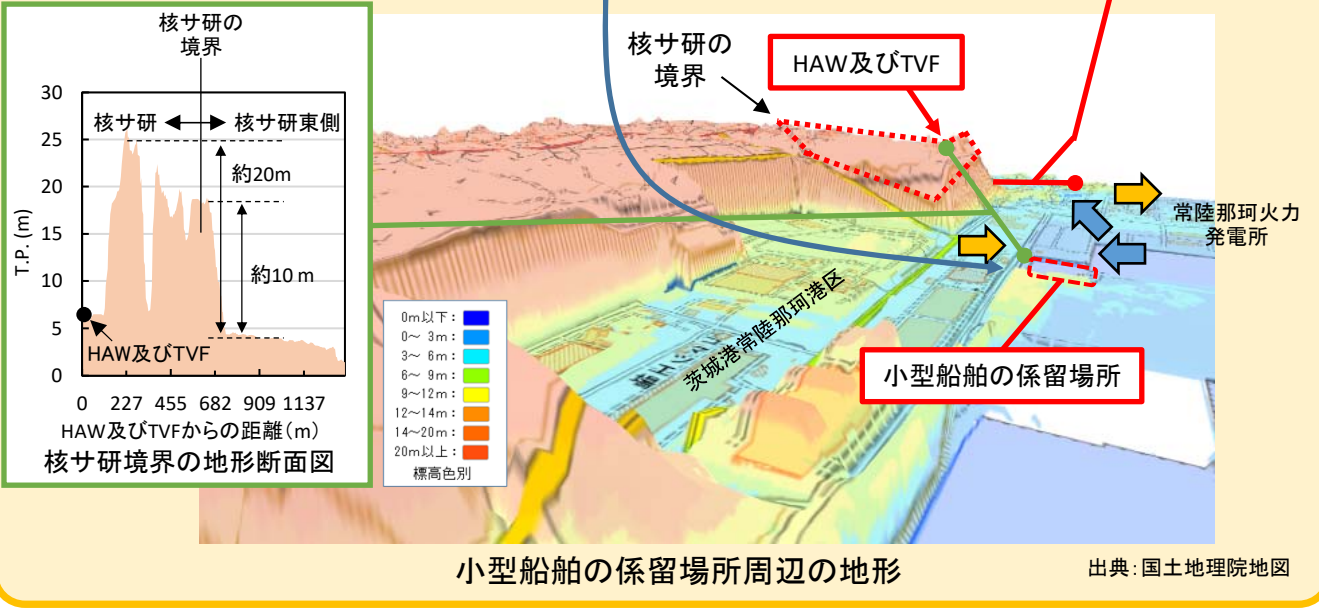 核サ研の
境界
30
25
20
15
10
5
0
T.P. (m)
核サ研
核サ研東側
約20m
約10 m
HAW及びTVF
0 227 455 682 909 1137
HAW及びTVFからの距離(m)
核サ研境界の地形断面図
核サ研の
境界
HAW及びTVF
常陸那珂火力
発電所
茨城港常陸那珂港区
小型船舶の係留場所
0m以下:
0~ 3m:
3~ 6m:
6~ 9m:
9~12m:
12~14m:
14~20m:
20m以上:
標高色別
小型船舶の係留場所周辺の地形
出典:国土地理院地図